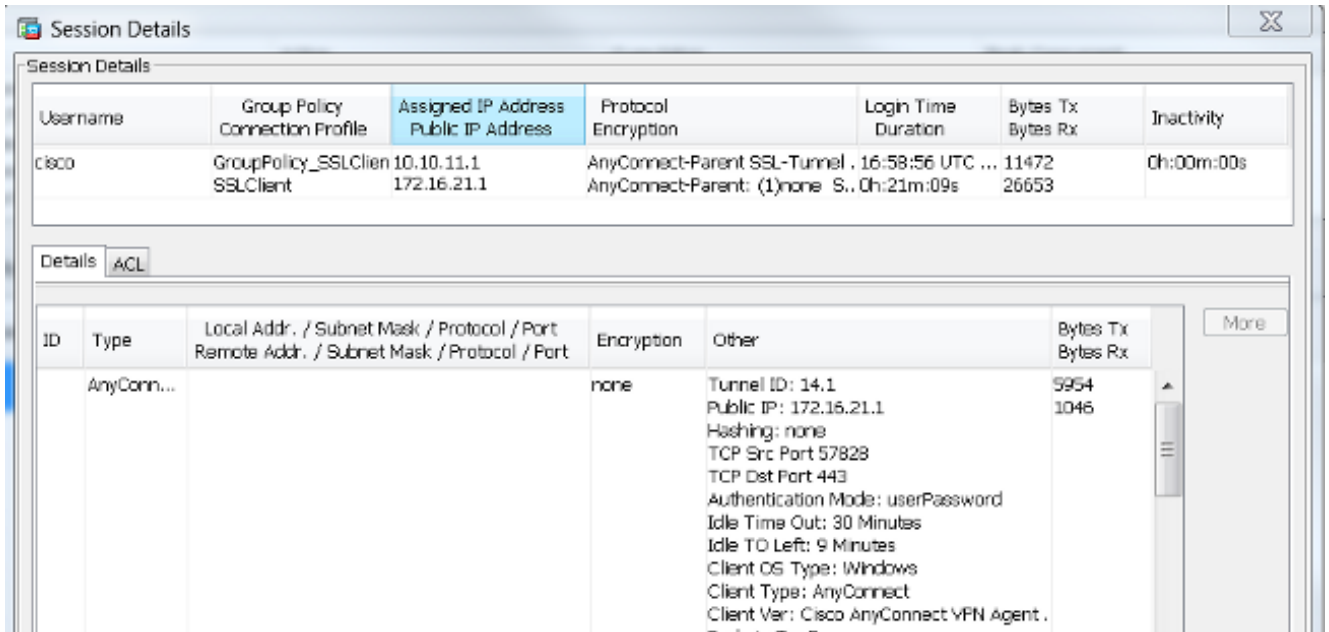 Session Details
Session Details
Username
Group Policy
Connection Profile
Assigned IP Address
Public IP Address
Protocol
Encryption
Login Time
Duration
Bytes Tx
Bytes Rx
Inactivity
cisco
GroupPolicy_SSLClien
SSLClient
10.10.11.1
172.16.21.1
AnyConnect-Parent SSL-Tunnel .
AnyConnect-Parent: (1)none S..
16:58:56 UTC ...
0h:21m:09s
11472
26653
0h:00m:00s
Details
ACL
ID
Type
Local Addr. / Subnet Mask / Protocol / Port
Remote Addr. / Subnet Mask / Protocol / Port
Encryption
Other
Bytes Tx
Bytes Rx
More
AnyConn...
none
Tunnel ID: 14.1
Public IP: 172.16.21.1
Hashing: none
TCP Src Port 57828
TCP Dst Port 443
Authentication Mode: userPassword
Idle Time Out: 30 Minutes
Idle TO Left: 9 Minutes
Client OS Type: Windows
Client Type: AnyConnect
Client Ver: Cisco AnyConnect VPN Agent .
5954
1046